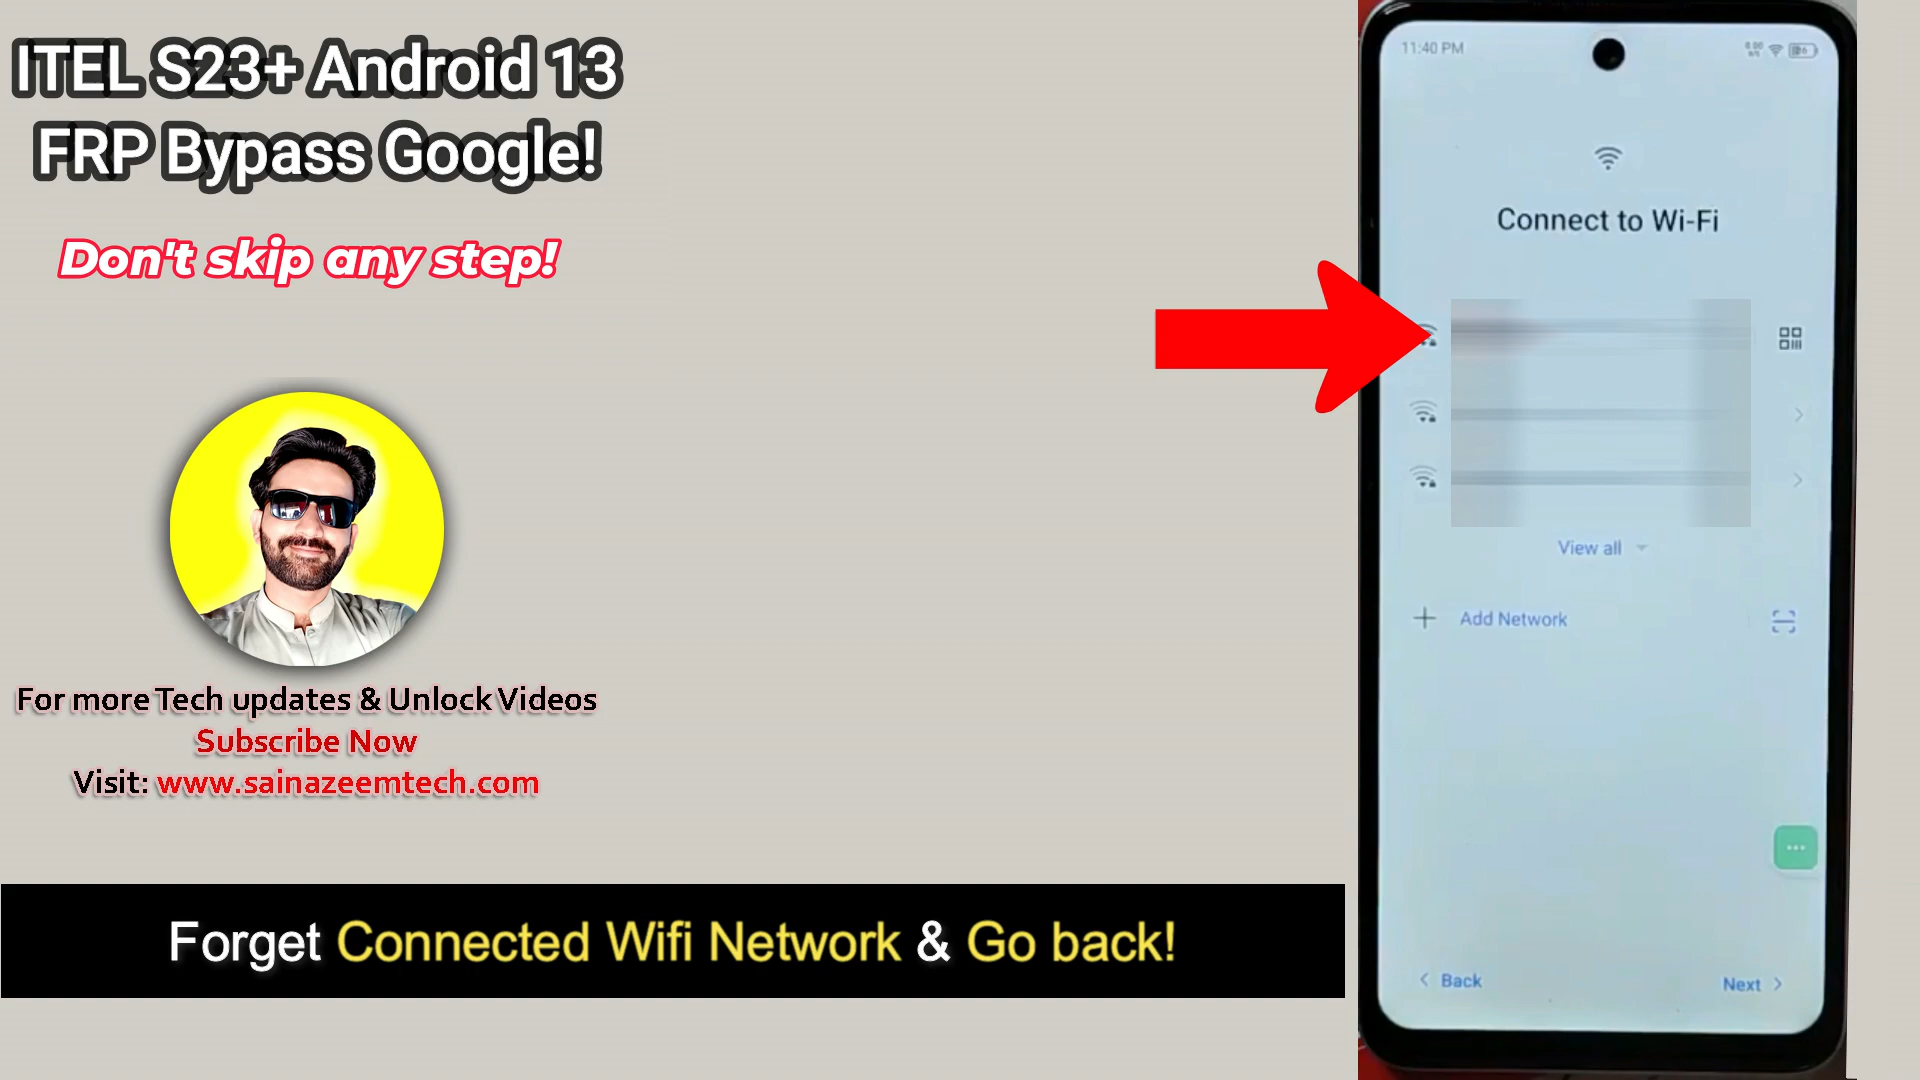 ITEL S23+ Android 13
FRP Bypass Google!
Don't skip any step!
For more Tech updates & Unlock Videos
Subscribe Now
Visit: www.sainazeemtech.com
Forget Connected Wifi Network & Go back!
11:40 PM
Connect to Wi-Fi
View all
Add Network
Back
Next